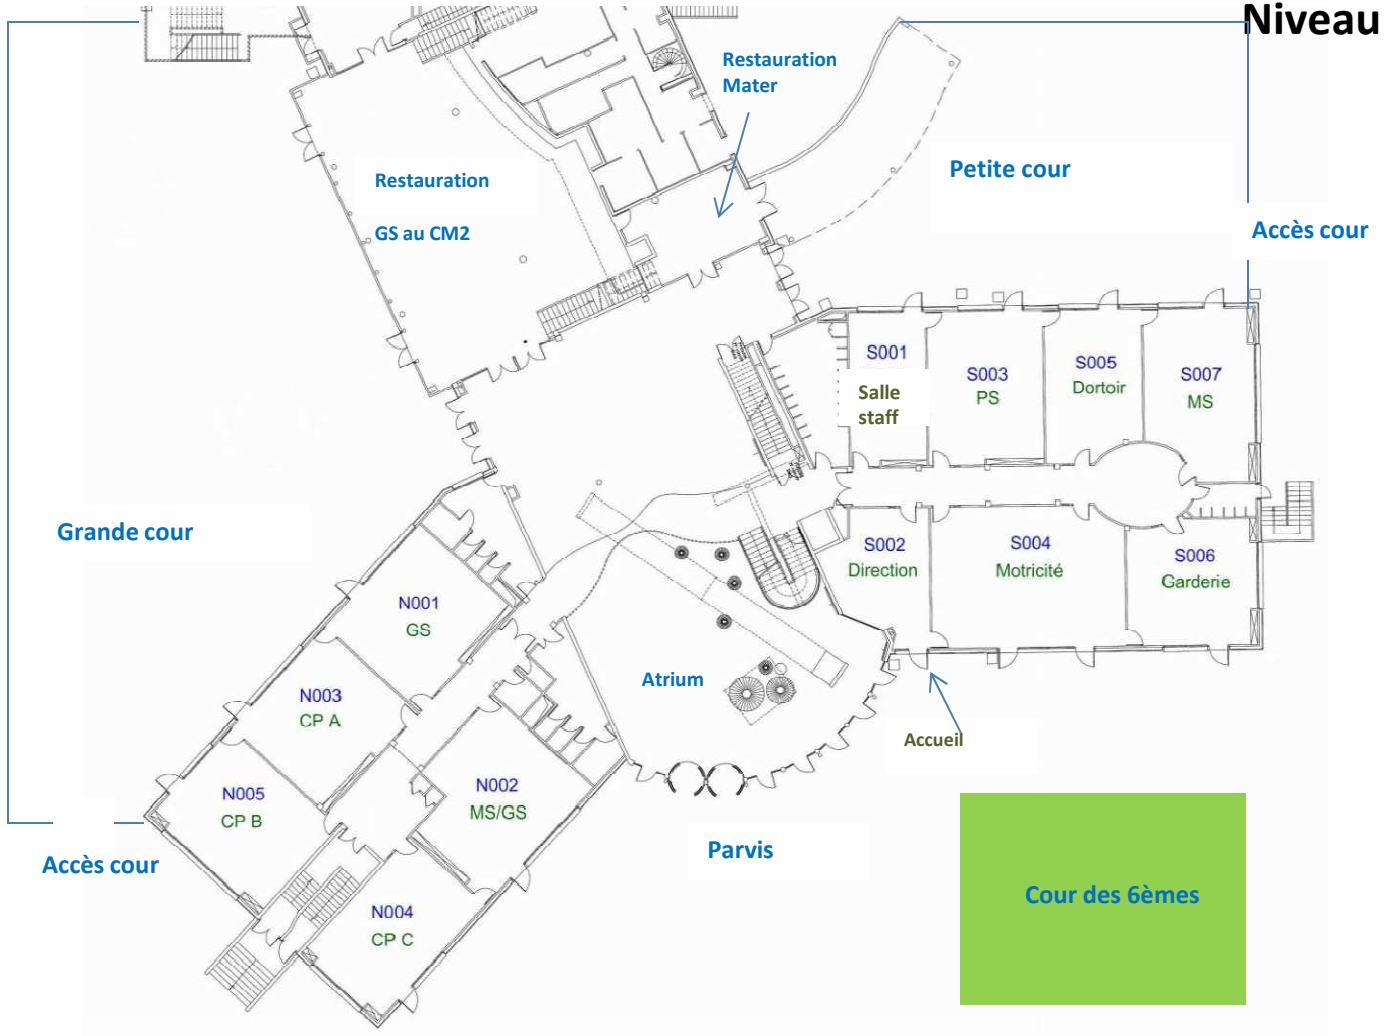 Niveau
Restauration
Mater
Restauration
GS au CM2
Petite cour
Accès cour
S001
Salle
staff
S003
PS
S005
Dortoir
S007
MS
Grande cour
S002
Direction
S004
Motricité
S006
Garderie
N001
GS
Atrium
N003
CP A
Accueil
N005
CP B
N002
MS/GS
Parvis
Accès cour
Cour des 6èmes
N004
CP C